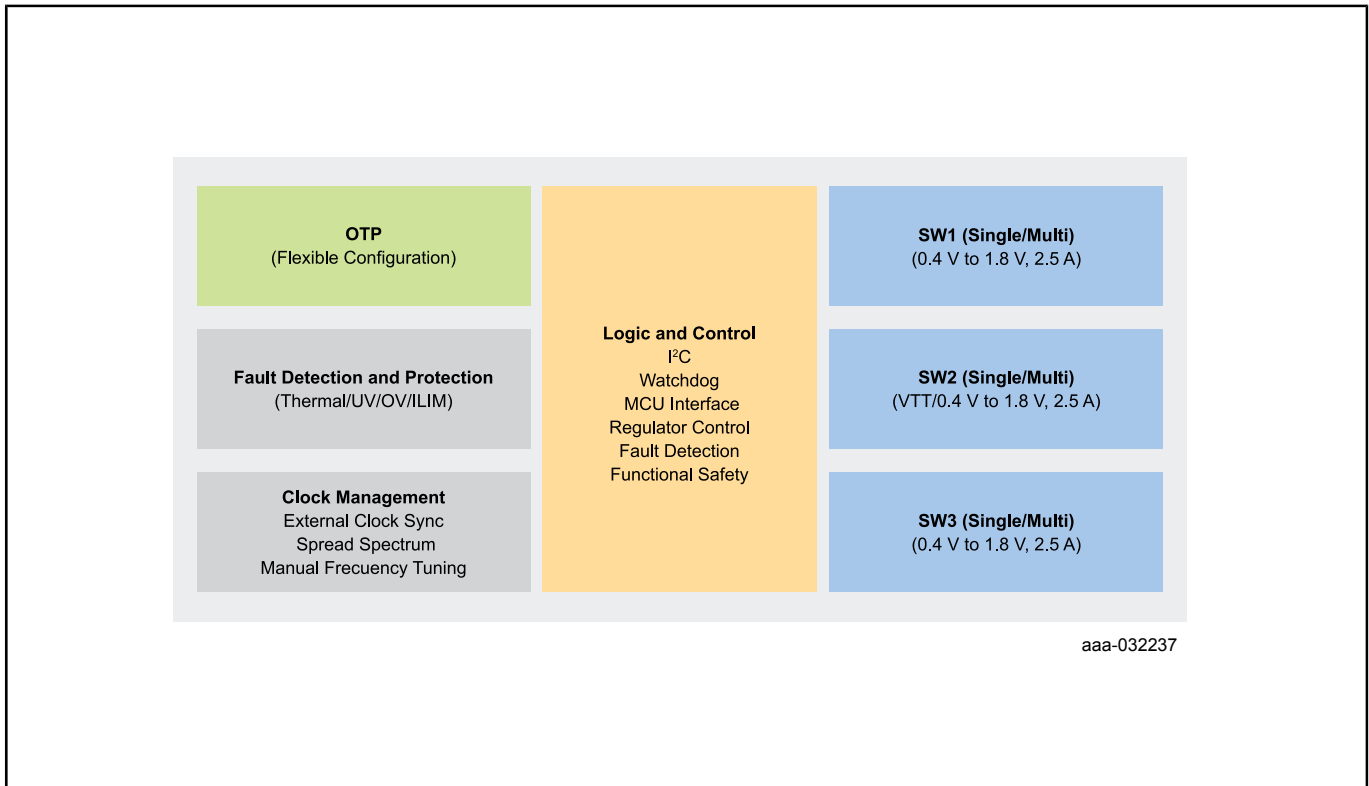 OTP
(Flexible Configuration)
Fault Detection and Protection
(Thermal/UV/OV/ILIM)
Clock Management
External Clock Sync
Spread Spectrum
Manual Frecuency Tuning
Logic and Control
I²C
Watchdog
MCU Interface
Regulator Control
Fault Detection
Functional Safety
SW1 (Single/Multi)
(0.4 V to 1.8 V, 2.5 A)
SW2 (Single/Multi)
(VTT/0.4 V to 1.8 V, 2.5 A)
SW3 (Single/Multi)
(0.4 V to 1.8 V, 2.5 A)
aaa-032237